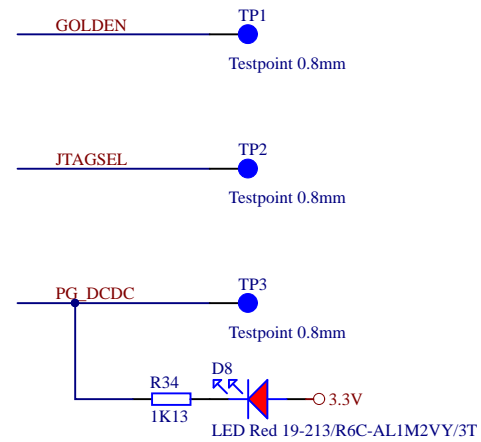 TP1
GOLDEN
Testpoint 0.8mm
TP2
JTAGSEL
Testpoint 0.8mm
TP3
PG_DCDC
Testpoint 0.8mm
R34
D8
1K13
3.3V
LED Red 19-213/R6C-AL1M2VY/3T